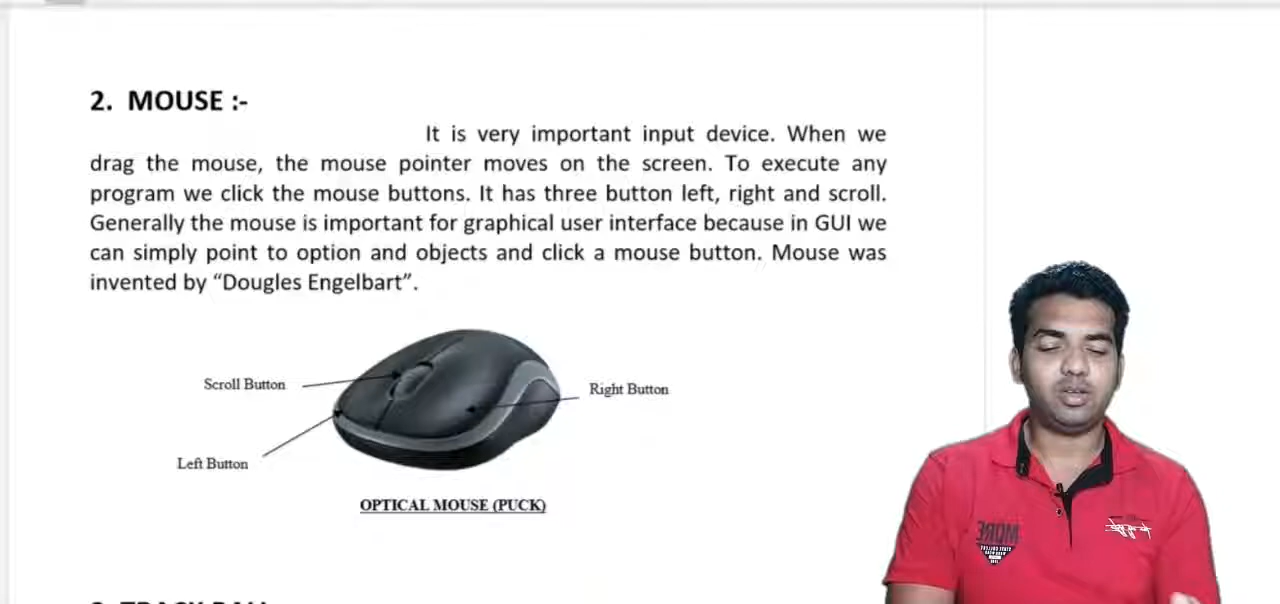 2. MOUSE :-
It is very important input device. When we
drag the mouse, the mouse pointer moves on the screen. To execute any
program we click the mouse buttons. It has three button left, right and scroll.
Generally the mouse is important for graphical user interface because in GUI we
can simply point to option and objects and click a mouse button. Mouse was
invented by “Dougles Engelbart”.
Scroll Button
Right Button
Left Button
OPTICAL MOUSE (PUCK)
MORE